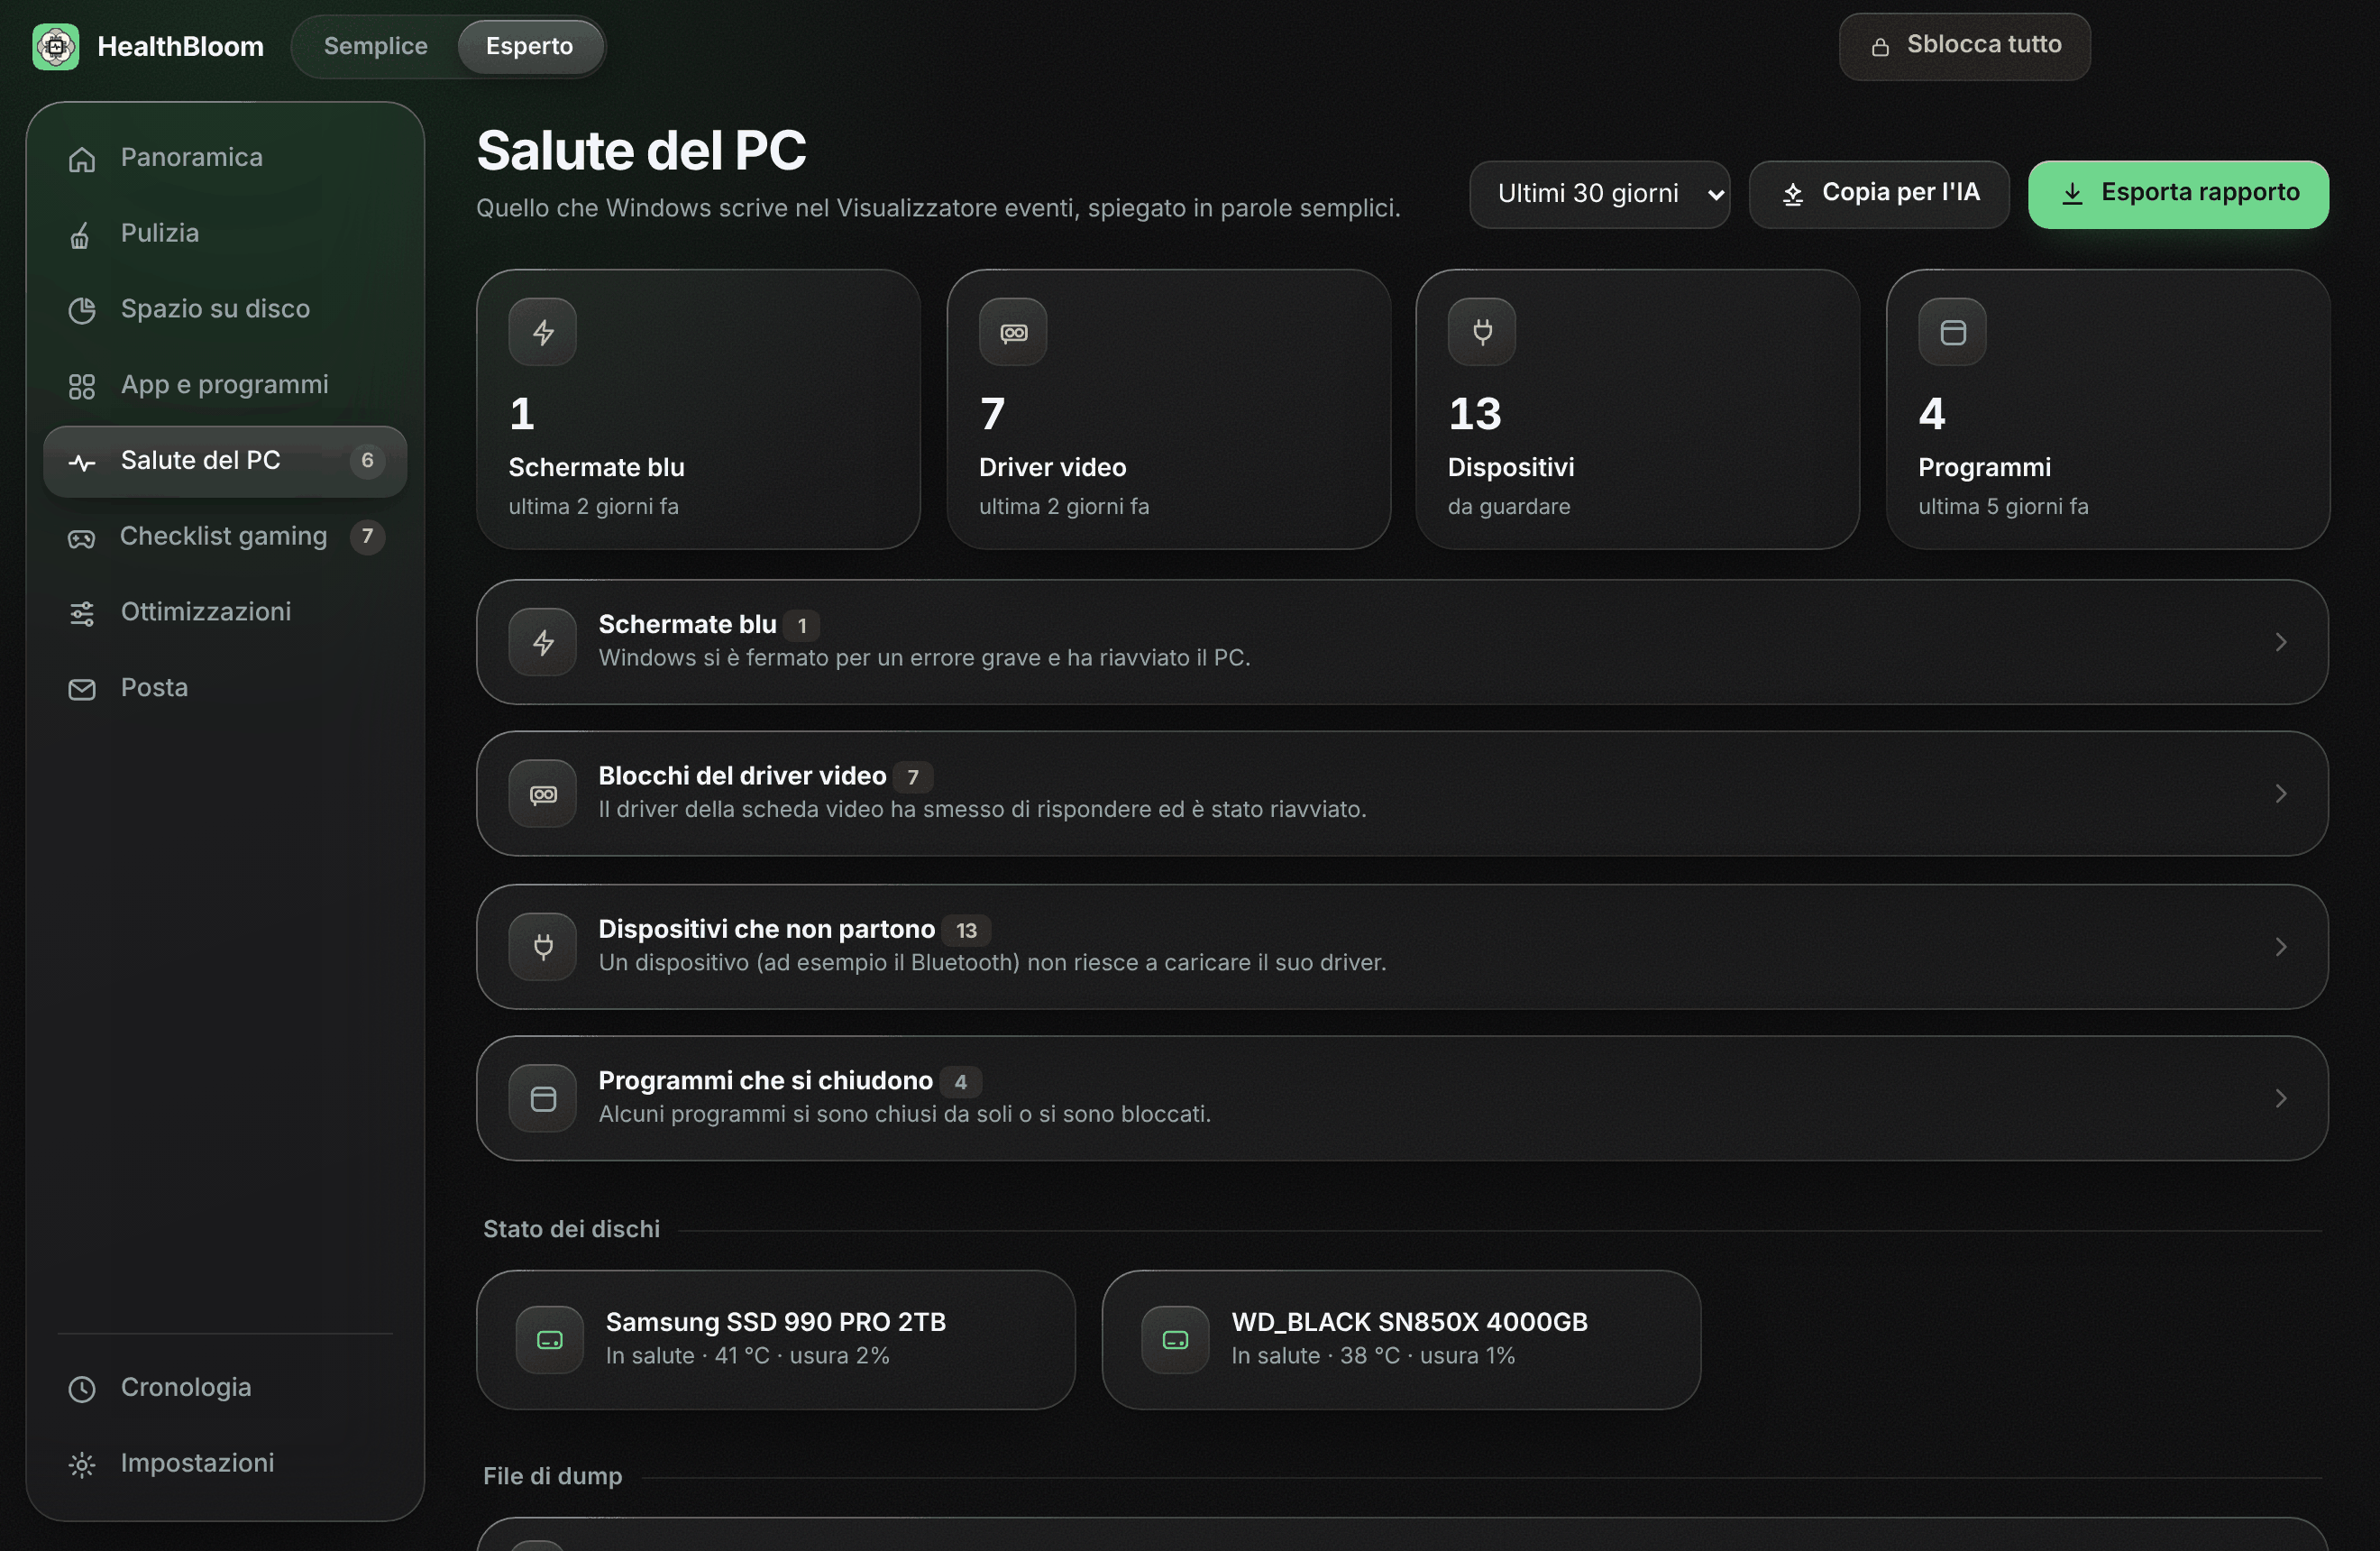 HealthBloom
Semplice
Esperto
Sblocca tutto
Panoramica
Pulizia
Spazio su disco
App e programmi
Salute del PC 6
Checklist gaming 7
Ottimizzazioni
Posta
Cronologia
Impostazioni
Salute del PC
Quello che Windows scrive nel Visualizzatore eventi, spiegato in parole semplici.
Ultimi 30 giorni
Copia per l'IA
Esporta rapporto
1
Schermate blu
ultima 2 giorni fa
7
Driver video
ultima 2 giorni fa
13
Dispositivi
da guardare
4
Programmi
ultima 5 giorni fa
Schermate blu 1
Windows si è fermato per un errore grave e ha riavviato il PC.
Blocchi del driver video 7
Il driver della scheda video ha smesso di rispondere ed è stato riavviato.
Dispositivi che non partono 13
Un dispositivo (ad esempio il Bluetooth) non riesce a caricare il suo driver.
Programmi che si chiudono 4
Alcuni programmi si sono chiusi da soli o si sono bloccati.
Stato dei dischi
Samsung SSD 990 PRO 2TB
In salute · 41 °C · usura 2%
WD_BLACK SN850X 4000GB
In salute · 38 °C · usura 1%
File di dump